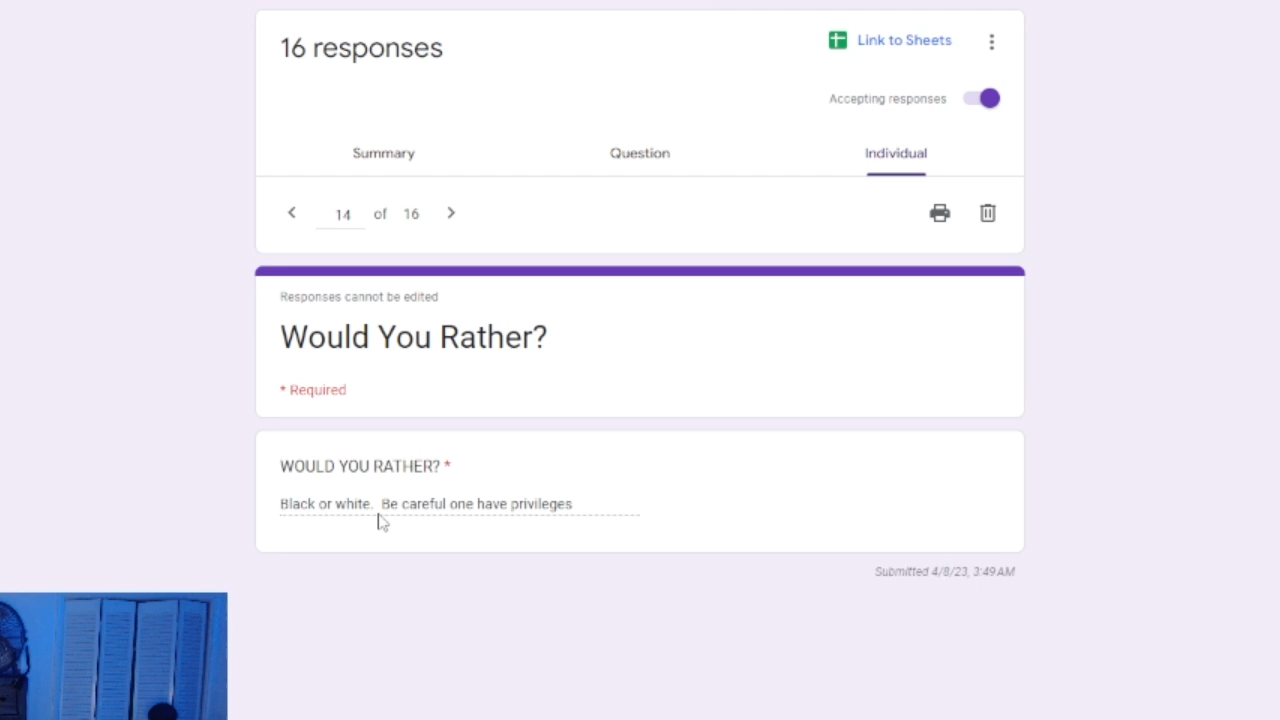 16 responses
Link to Sheets
Accepting responses
Summary
Question
Individual
14 of 16
Responses cannot be edited
Would You Rather?
* Required
WOULD YOU RATHER? *
Black or white. Be careful one have privileges
Submitted 4/8/23, 3:49 AM